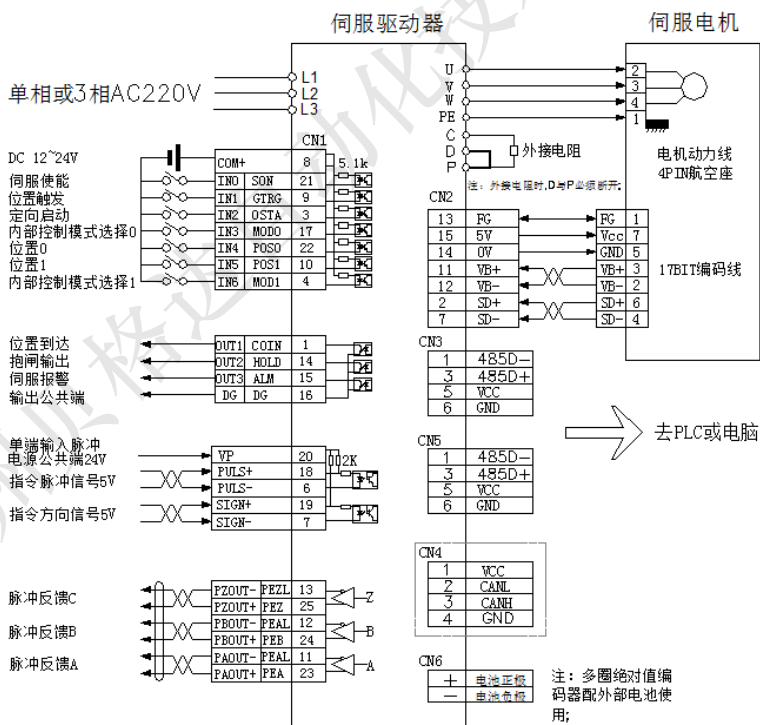 伺服驱动器
伺服电机
单相或3相AC220V
L1
L2
L3
U
V
W
PE
C
D
P
外接电阻
注：外接电阻时,D与P必须断开;
2
3
4
1
电机动力线
4PIN航空座
CN1
DC 12~24V
COM+ 8 5.1k
伺服使能 IN0 SON 21
位置触发 IN1 GTRG 9
定向启动 IN2 OSTA 3
内部控制模式选择0 IN3 MOD0 17
位置0 IN4 POS0 22
位置1 IN5 POS1 10
内部控制模式选择1 IN6 MOD1 4
CN2
13 FG FG 1
15 5V Vcc 7
14 0V GND 5
11 VB+ VB+ 3
12 VB- VB- 2
2 SD+ SD+ 6
7 SD- SD- 4
17BIT编码线
位置到达 OUT1 COIN 1
抱闸输出 OUT2 HOLD 14
伺服报警 OUT3 ALM 15
输出公共端 DG DG 16
CN3
1 485D-
3 485D+
5 VCC
6 GND
去PLC或电脑
CN5
1 485D-
3 485D+
5 VCC
6 GND
单端输入脉冲
电源公共端24V
VP 20 2K
指令脉冲信号5V
PULS+ 18
PULS- 6
指令方向信号5V
SIGN+ 19
SIGN- 7
CN4
1 VCC
2 CANL
3 CANH
4 GND
脉冲反馈C
PZOUT- PEZL 13
PZOUT+ PEZ 25
Z
脉冲反馈B
PBOUT- PEAL 12
PBOUT+ PEB 24
B
脉冲反馈A
PAOUT- PEAL 11
PAOUT+ PEA 23
A
CN6
+ 电池正极
- 电池负极
注：多圈绝对值编
码器配外部电池使
用;